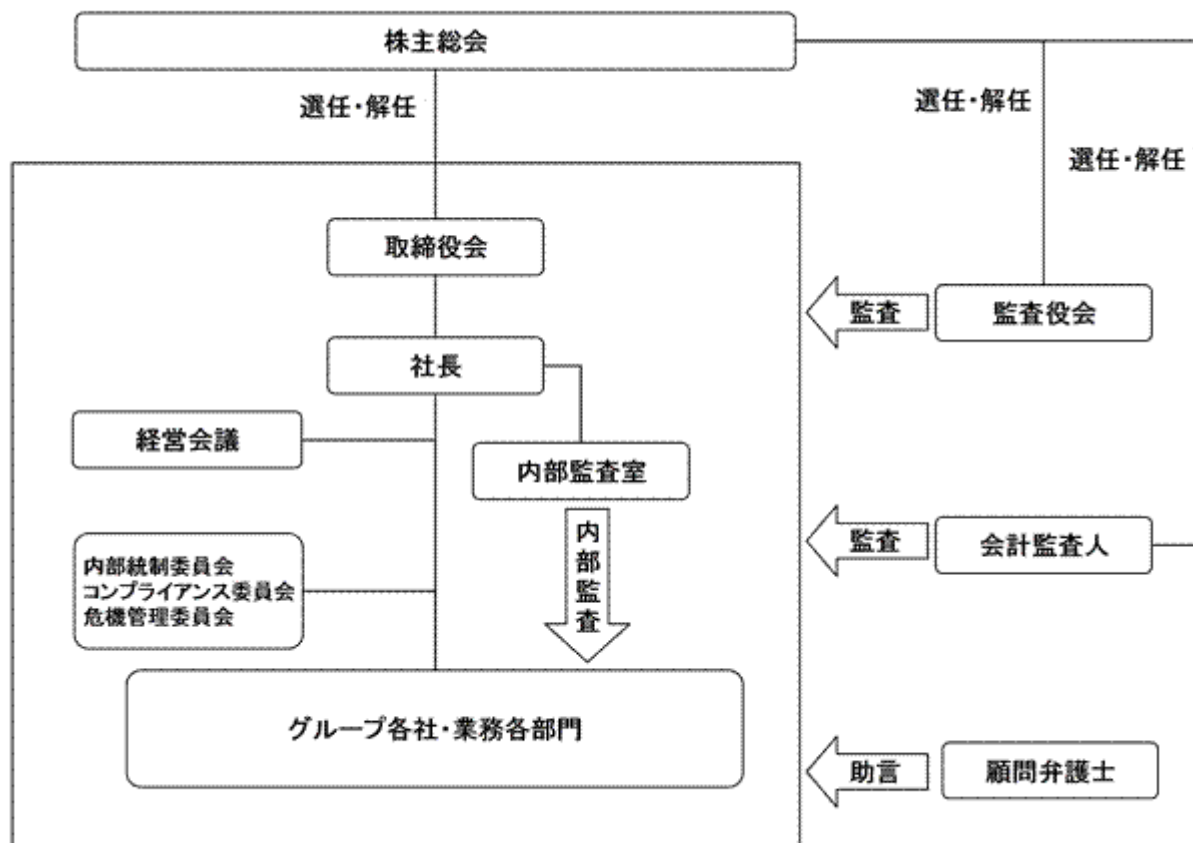 株主総会
選任・解任
選任・解任
選任・解任
取締役会
監査
監査役会
社長
経営会議
内部監査室
内部監査
監査
会計監査人
内部統制委員会
コンプライアンス委員会
危機管理委員会
グループ各社・業務各部門
助言
顧問弁護士